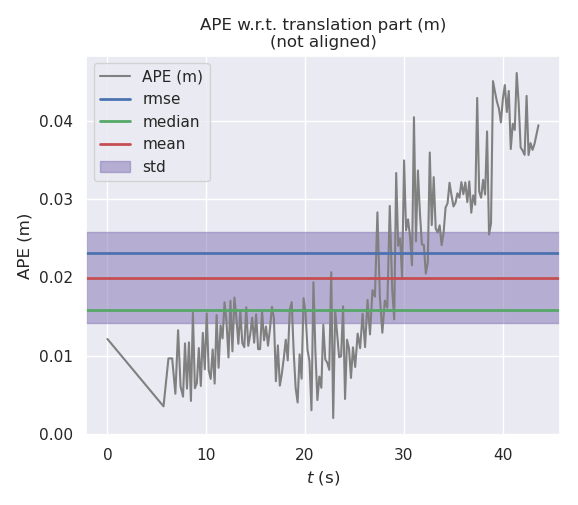 APE w.r.t. translation part (m)
(not aligned)
APE (m)
rmse
median
mean
std
APE (m)
0.04
0.03
0.02
0.01
0.00
0
10
20
30
40
t (s)